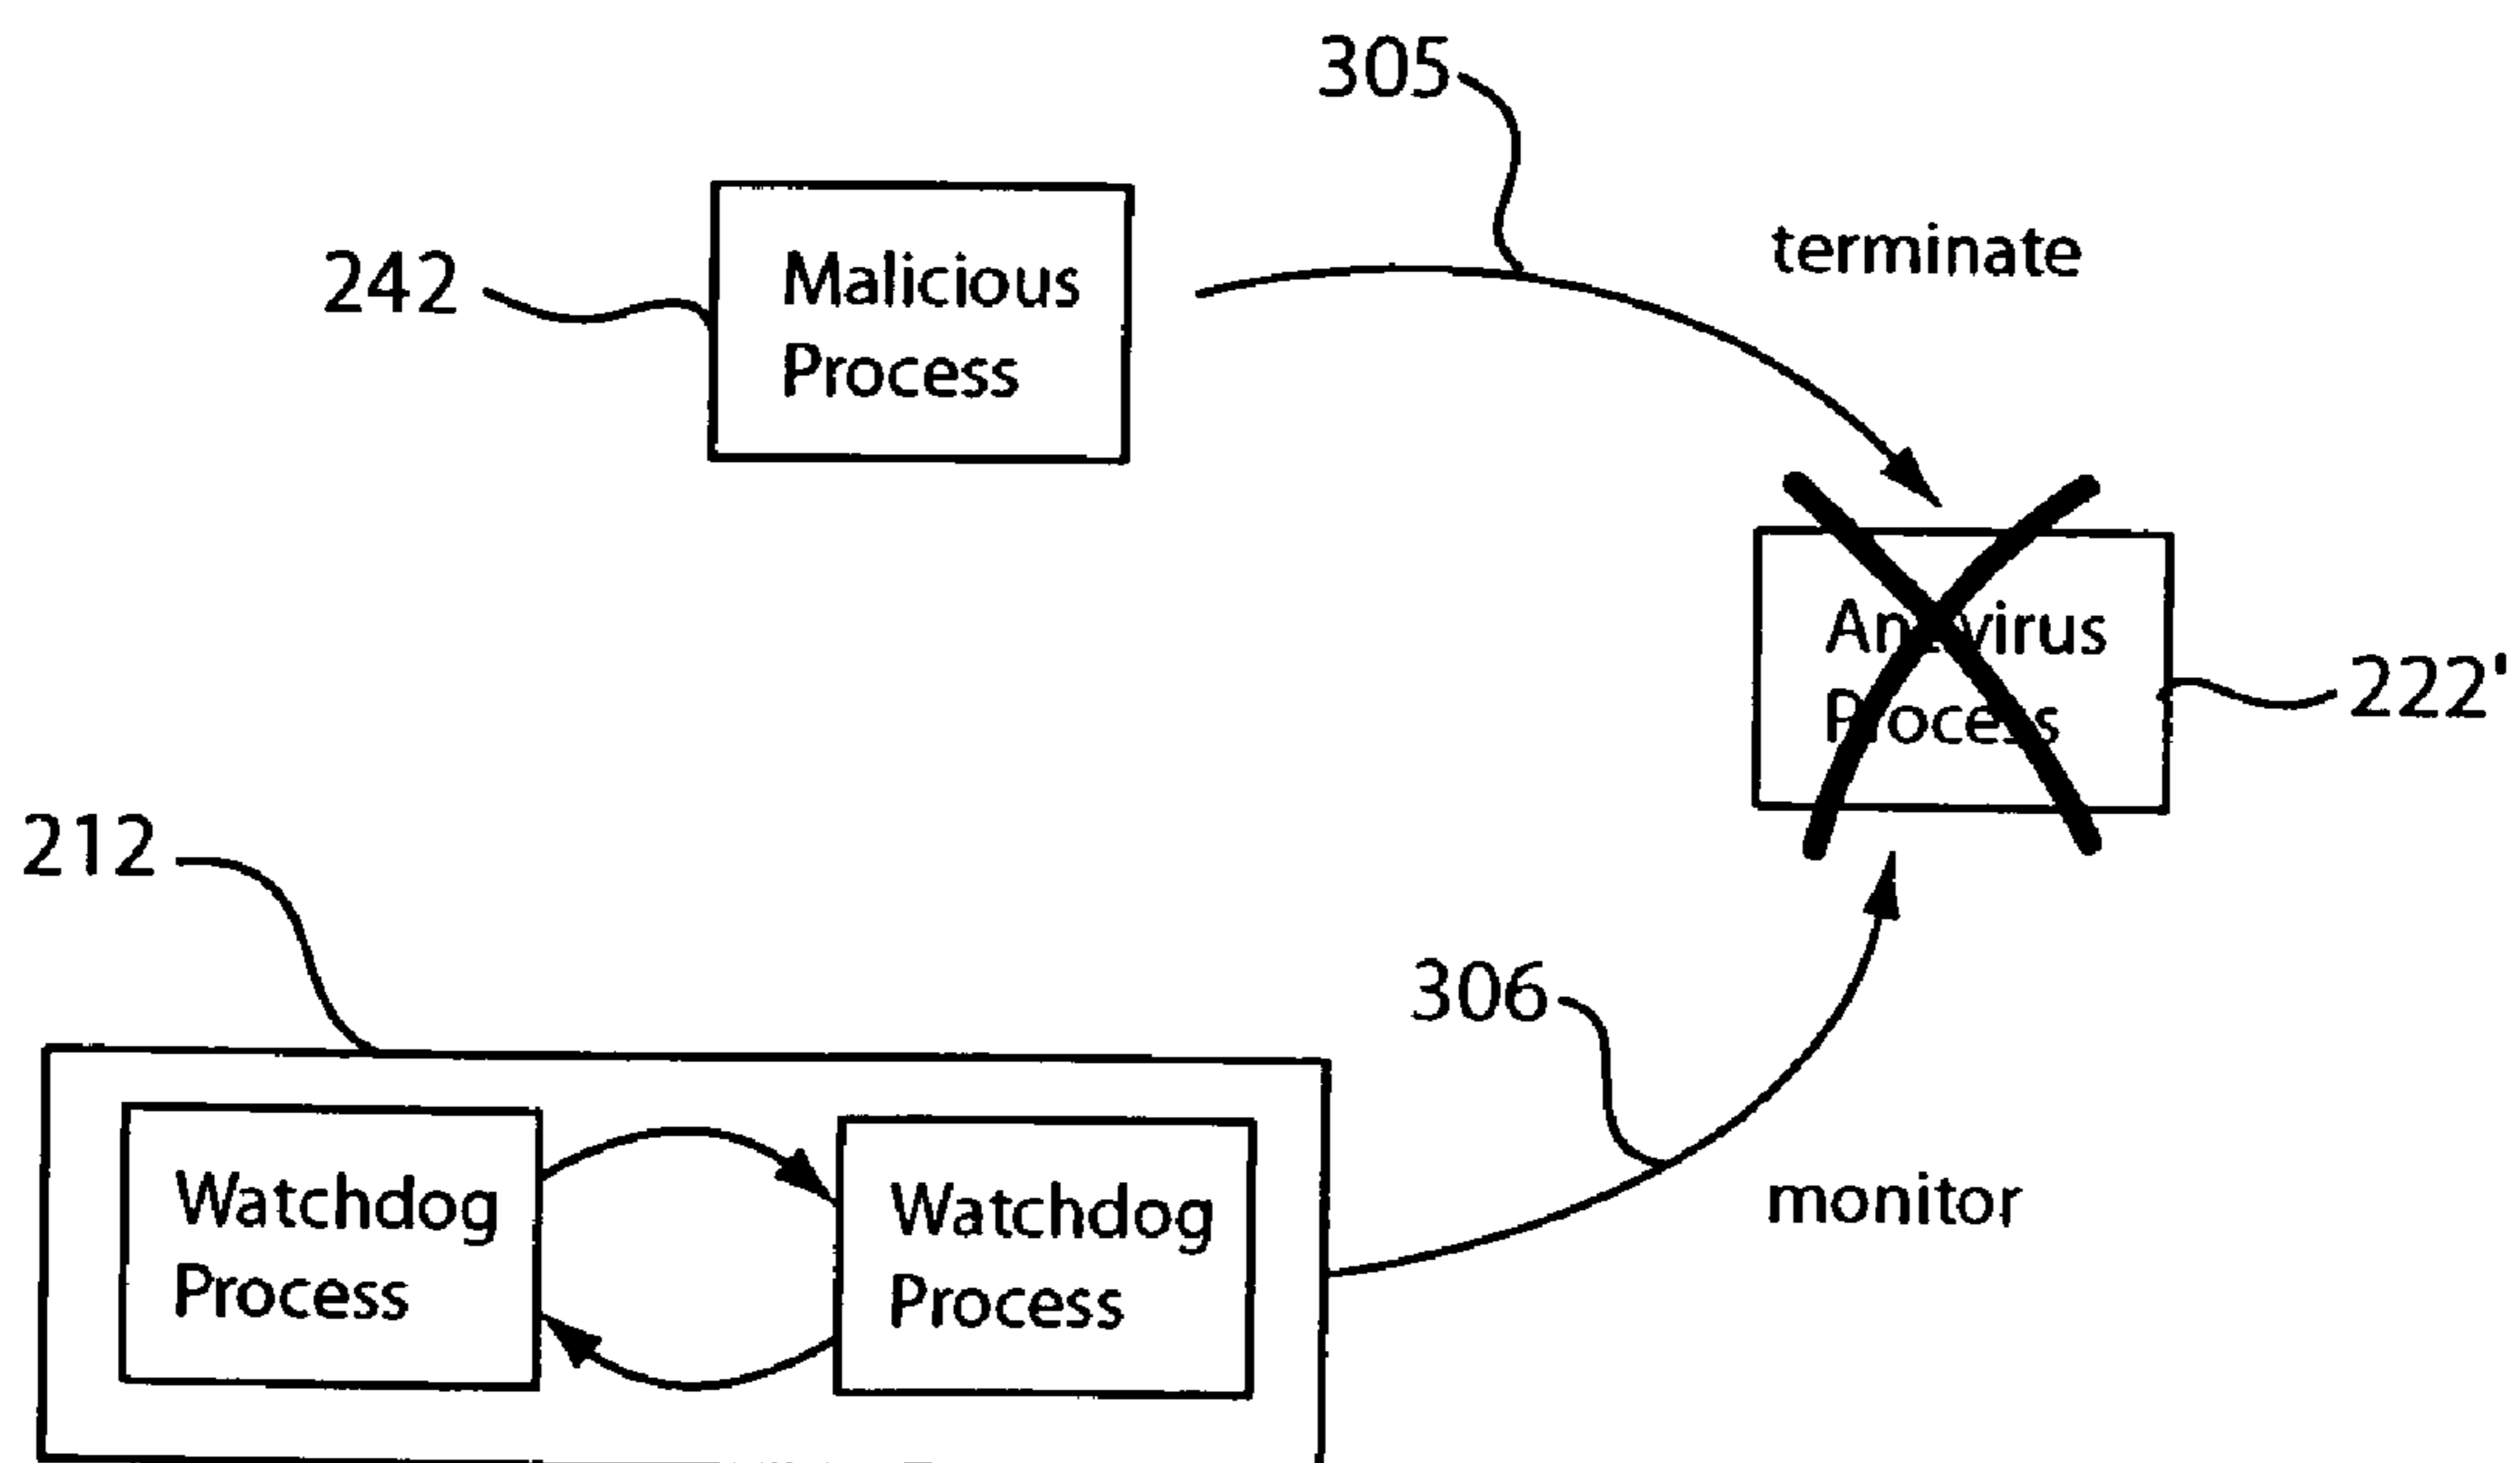 305
terminate
242
Malicious
Process
Antivirus
Process
222'
212
306
Watchdog
Process
Watchdog
Process
monitor